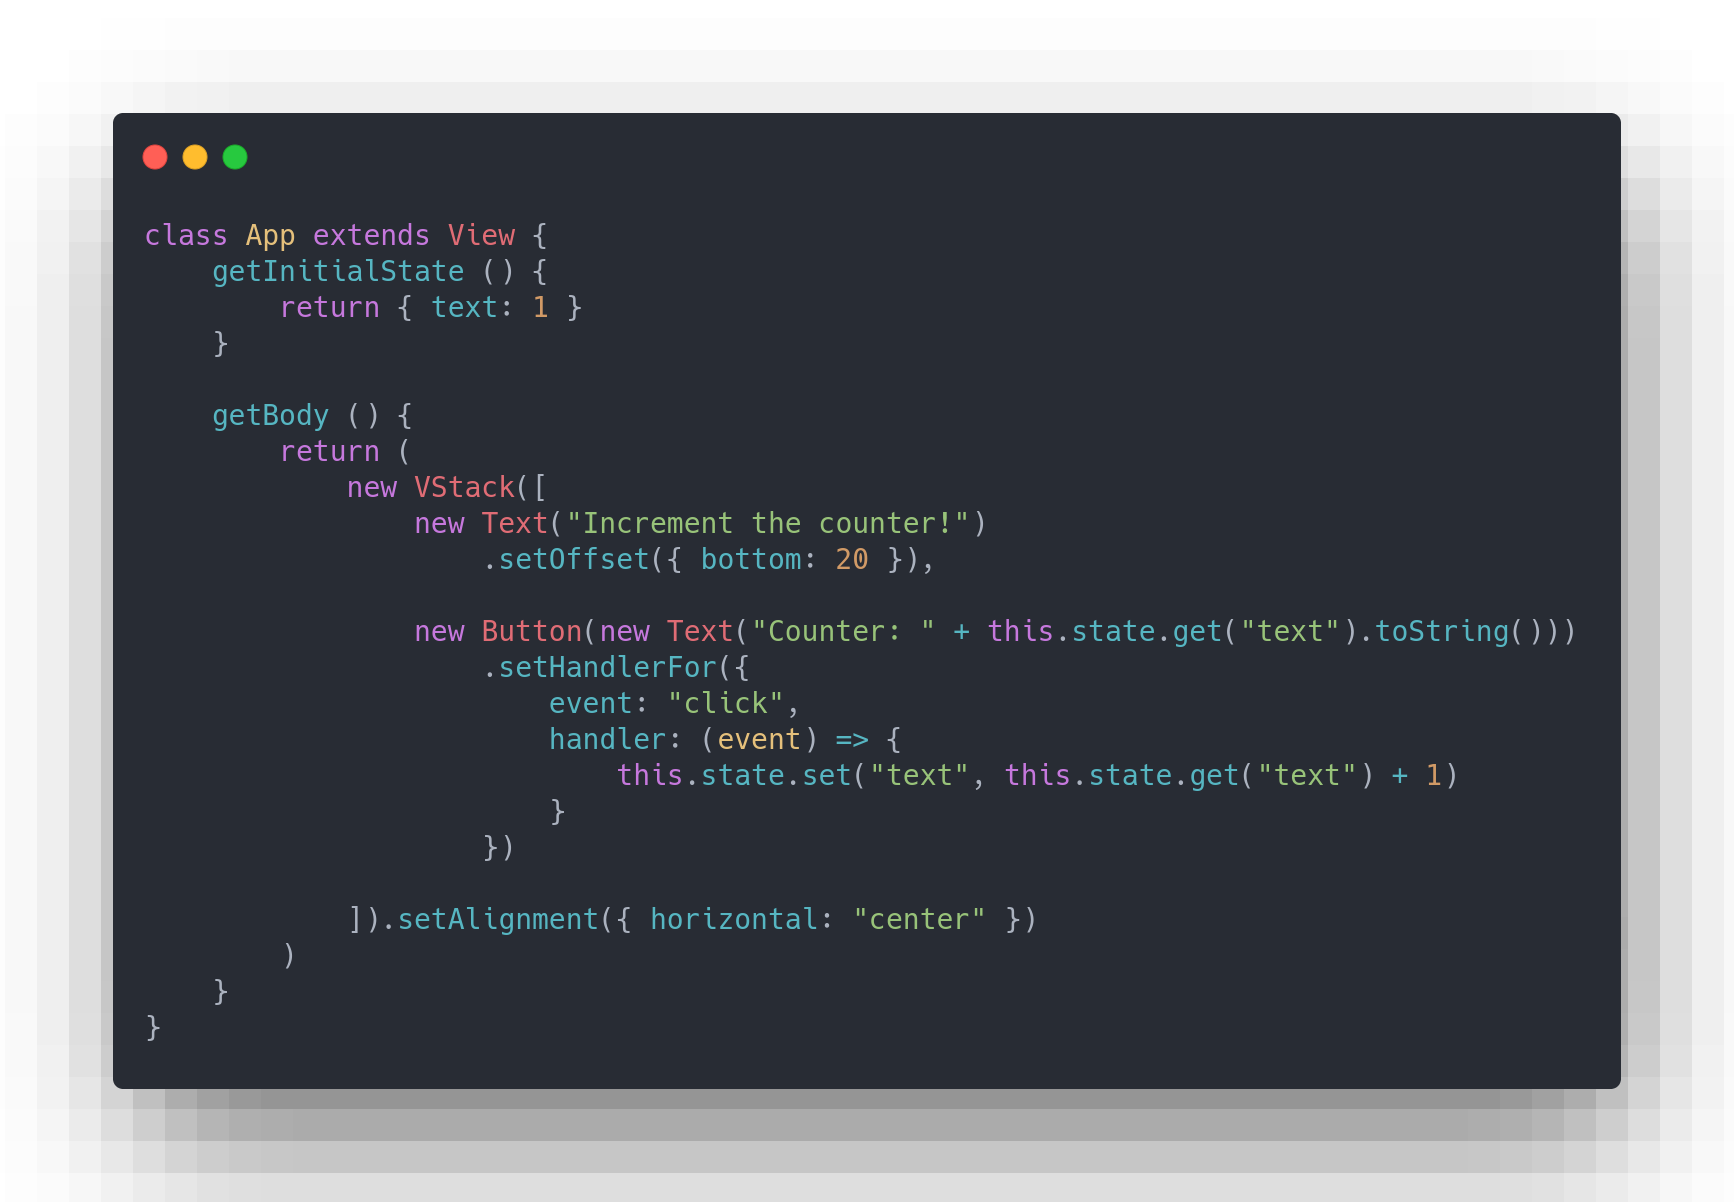 class App extends View {
    getInitialState () {
        return { text: 1 }
    }

    getBody () {
        return (
            new VStack([
                new Text("Increment the counter!")
                    .setOffset({ bottom: 20 }),

                new Button(new Text("Counter: " + this.state.get("text").toString()))
                    .setHandlerFor({
                        event: "click",
                        handler: (event) => {
                            this.state.set("text", this.state.get("text") + 1)
                        }
                    })

            ]).setAlignment({ horizontal: "center" })
        )
    }
}